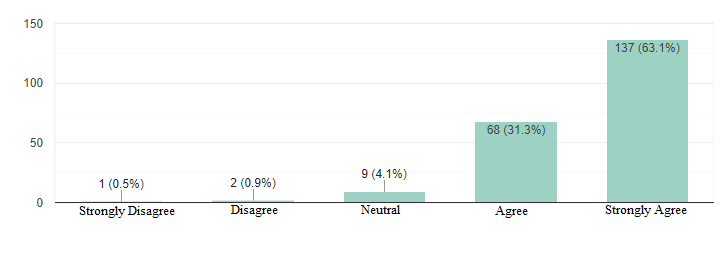 150
100
50
0
1 (0.5%)
2 (0.9%)
9 (4.1%)
68 (31.3%)
137 (63.1%)
Strongly Disagree
Disagree
Neutral
Agree
Strongly Agree